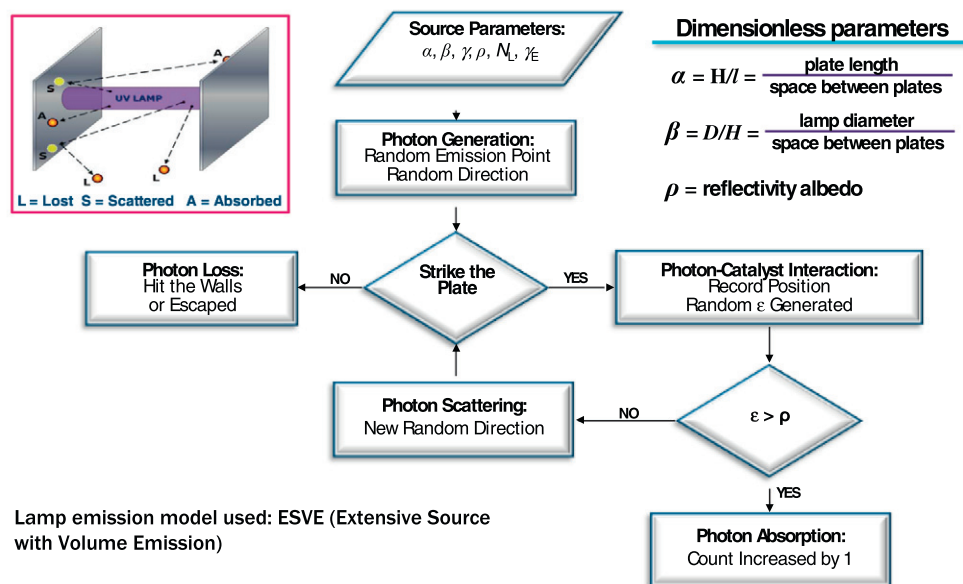 A
S
UV LAMP
A
S
L
L
L = Lost S = Scattered A = Absorbed
Source Parameters:
α, β, γ, ρ, N_L, γ_E
Photon Generation:
Random Emission Point
Random Direction
Dimensionless parameters
α = H/l = plate length
space between plates
β = D/H = lamp diameter
space between plates
ρ = reflectivity albedo
Photon Loss:
Hit the Walls
or Escaped
NO
Strike the
Plate
YES
Photon-Catalyst Interaction:
Record Position
Random ε Generated
Photon Scattering:
New Random Direction
NO
ε > ρ
YES
Photon Absorption:
Count Increased by 1
Lamp emission model used: ESVE (Extensive Source
with Volume Emission)